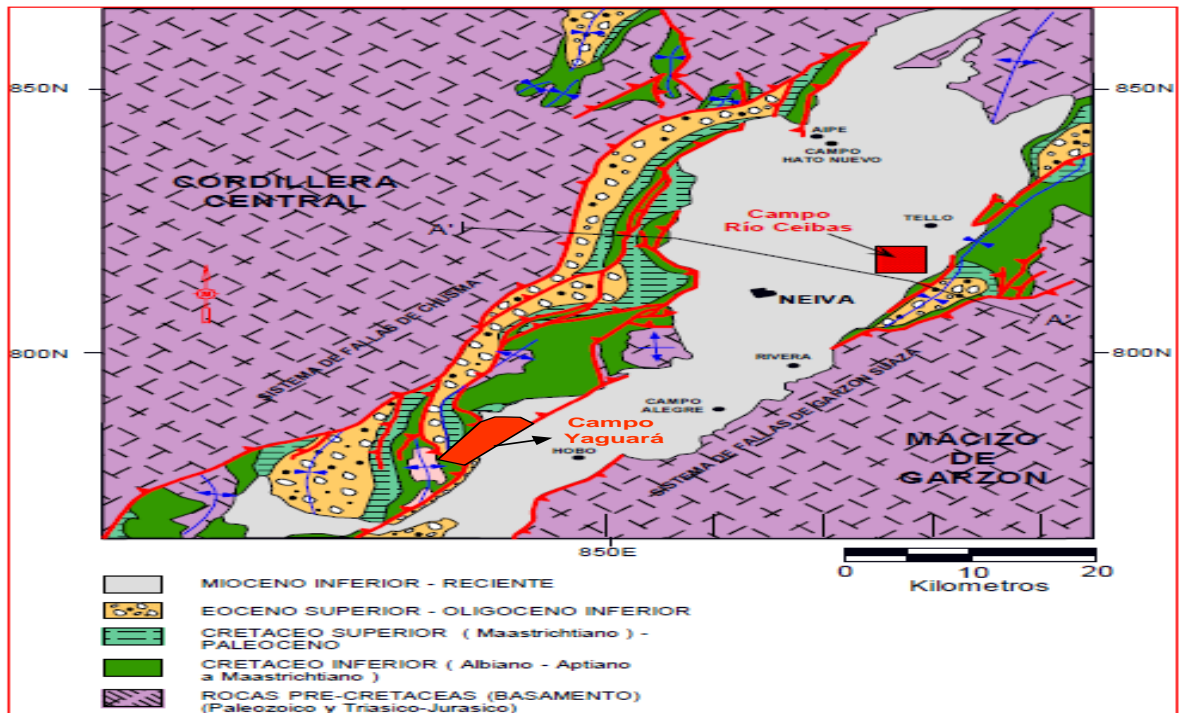 850N
850N
AIPE
CAMPO
HATO NUEVO
CORDILLERA
CENTRAL
Campo
Río Ceibas
TELLO
A'
N
NEIVA
SISTEMA DE FALLAS DE CHUSMA
A'
800N
800N
RIVERA
CAMPO
ALEGRE
Campo
Yaguará
HOBO
SISTEMA DE FALLAS DE GARZON SUAZA
MACIZO
DE
GARZON
850E
0 10 20
Kilometros
MIOCENO INFERIOR - RECIENTE
EOCENO SUPERIOR - OLIGOCENO INFERIOR
CRETACEO SUPERIOR ( Maastrichtiano ) -
PALEOCENO
CRETACEO INFERIOR ( Albiano - Aptiano
a Maastrichtiano )
ROCAS PRE-CRETACEAS (BASAMENTO)
(Paleozoico y Triasico-Jurasico)